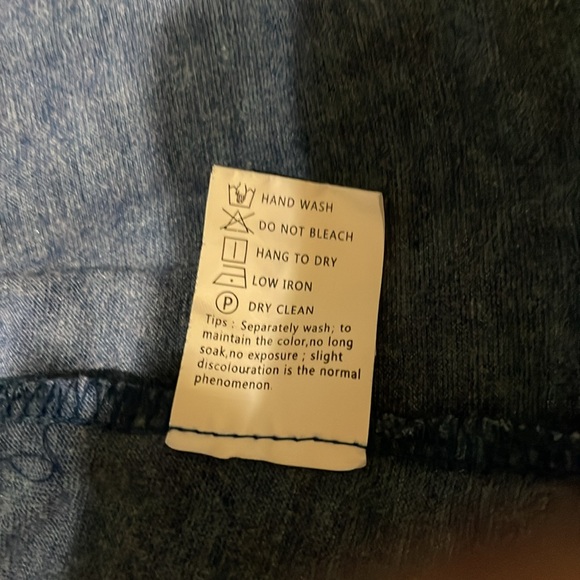 HAND WASH
DO NOT BLEACH
HANG TO DRY
LOW IRON
P DRY CLEAN
Tips : Separately wash; to
maintain the color,no long
soak,no exposure ; slight
discolouration is the normal
phenomenon.